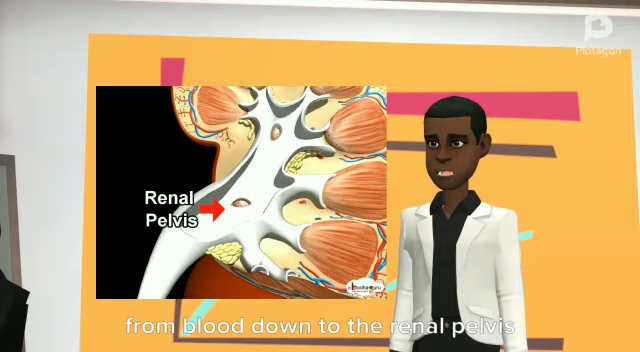 Plotagon
Renal
Pelvis
from blood down to the renal pelvis